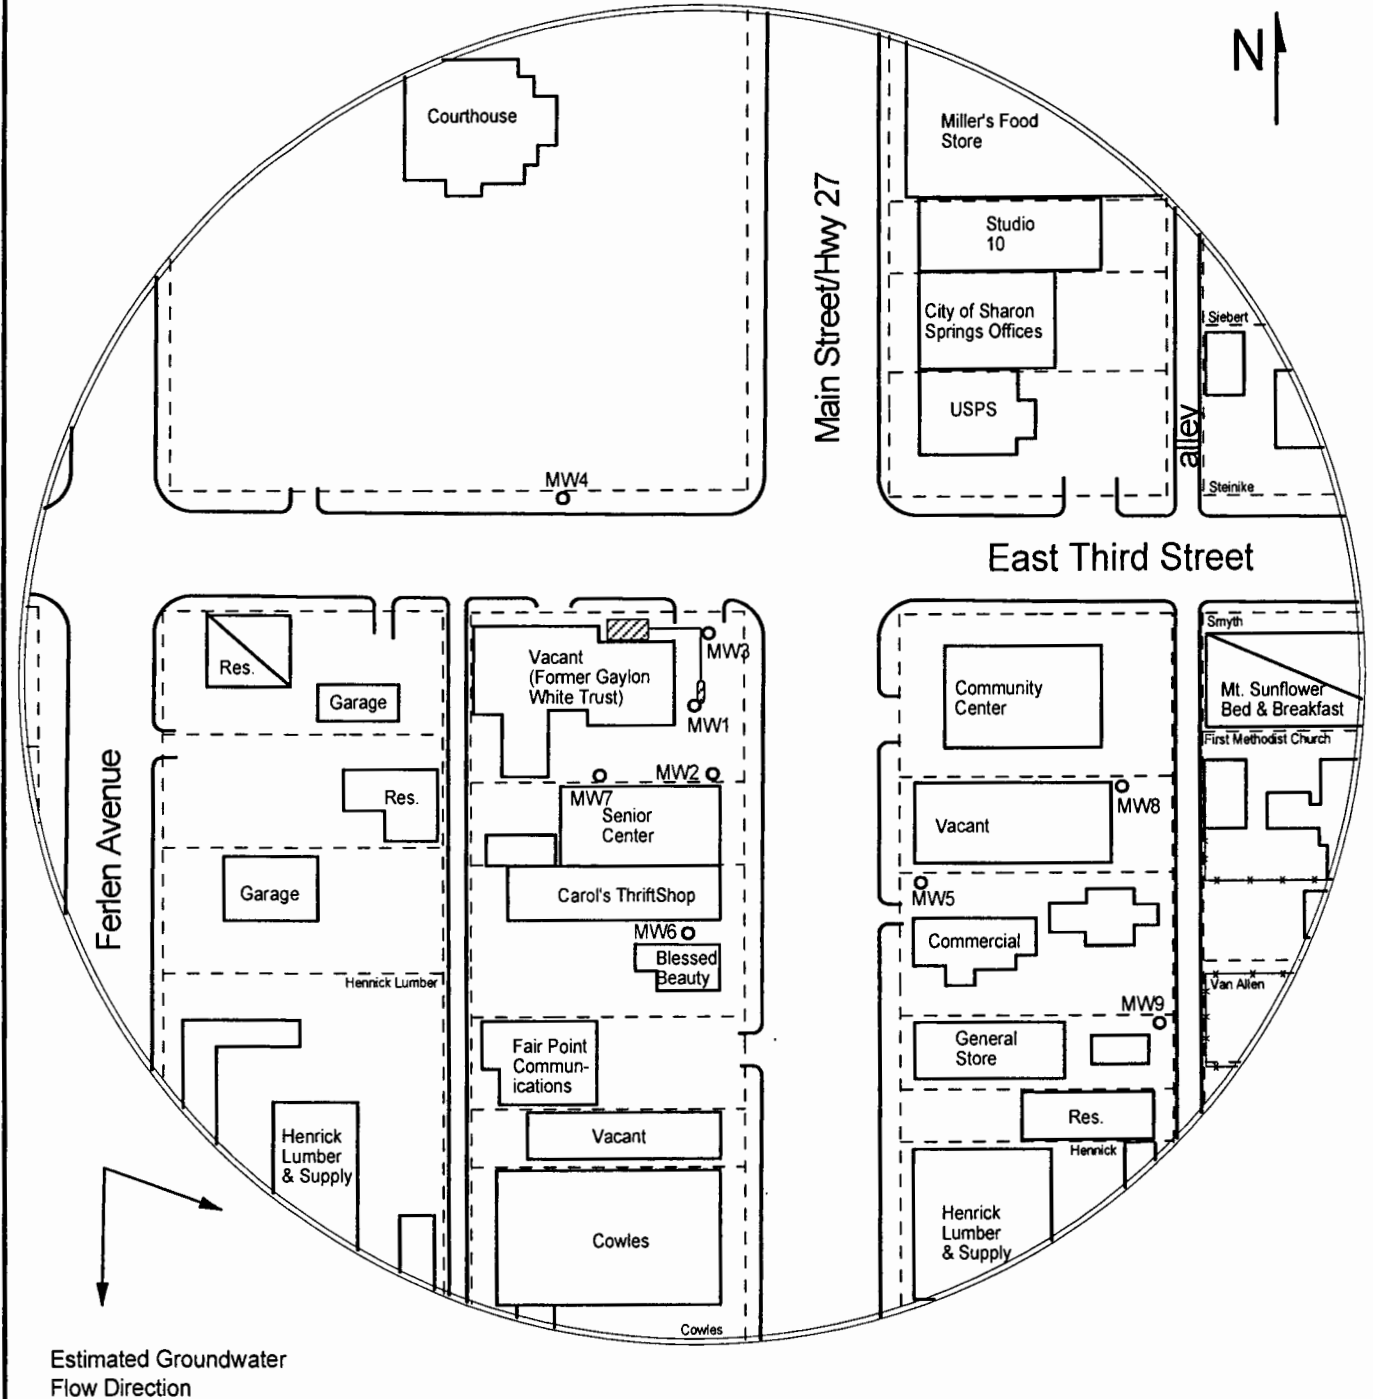 N
Courthouse
Miller's Food
Store
Main Street/Hwy 27
Studio
10
City of Sharon
Springs Offices
Siebert
USPS
alley
MW4
Steinike
East Third Street
Res.
Garage
Vacant
(Former Gaylon
White Trust)
MW3
MW1
Community
Center
Smyth
Mt. Sunflower
Bed & Breakfast
First Methodist Church
Ferlen Avenue
Res.
MW2
MW7
Senior
Center
MW8
Vacant
Garage
Carol's ThriftShop
MW5
MW6
Blessed
Beauty
Commercial
Hennick Lumber
Van Allen
MW9
Fair Point
Commun-
ications
General
Store
Vacant
Res.
Hennick
Henrick
Lumber
& Supply
Cowles
Henrick
Lumber
& Supply
Cowles
Estimated Groundwater
Flow Direction